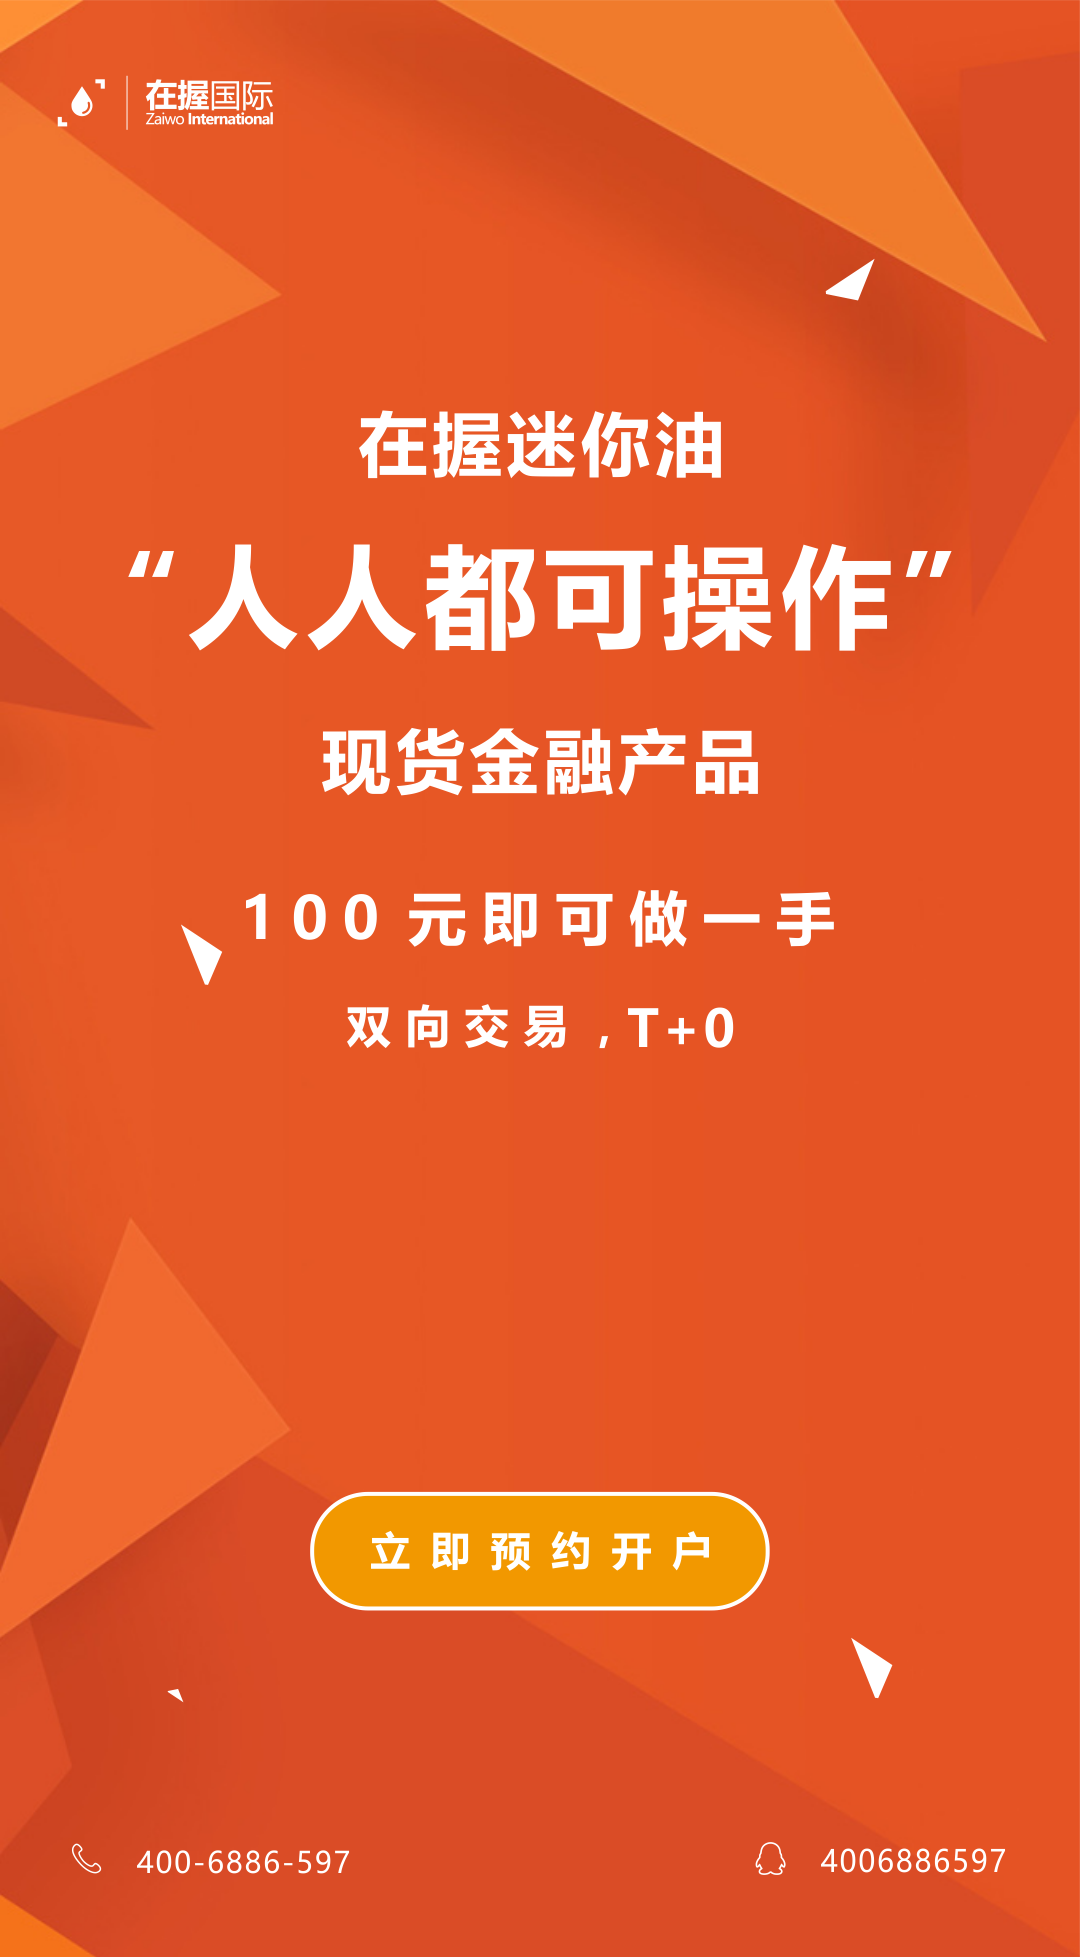 在握国际
Zaiwo International
在握迷你油
“人人都可操作”
现货金融产品
100元即可做一手
双向交易,T+0
立即预约开户
400-6886-597
4006886597